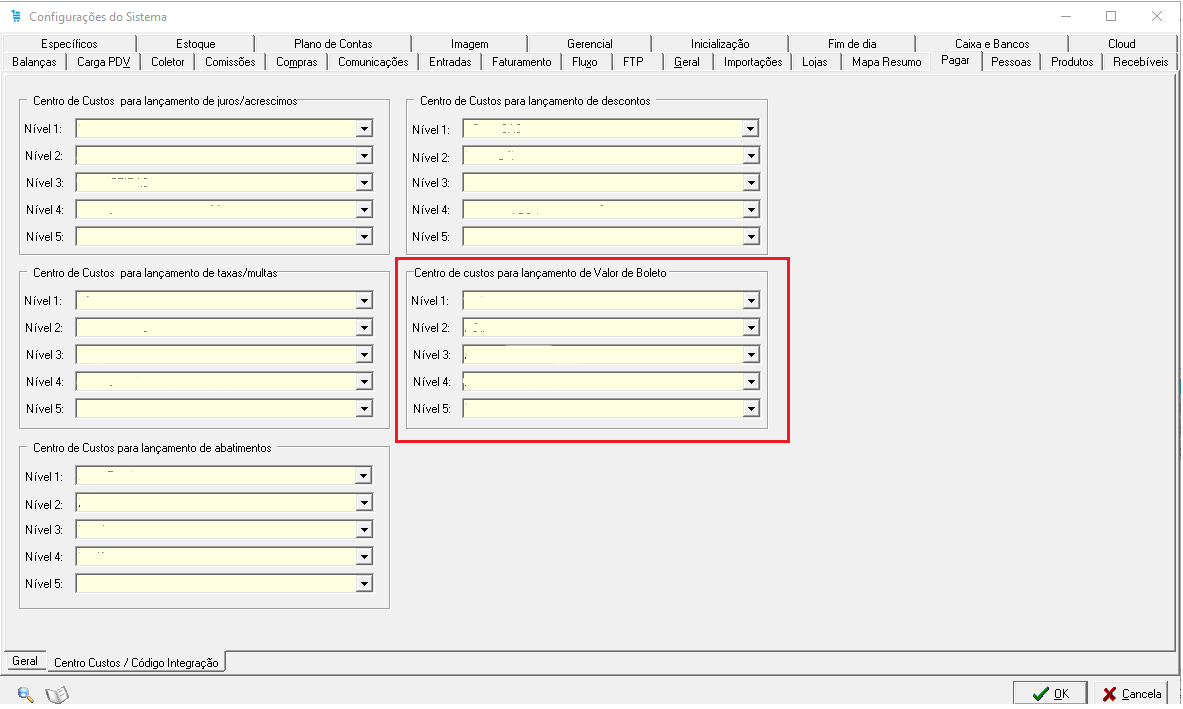 Configurações do Sistema
Específicos Estoque Plano de Contas Imagem Gerencial Inicialização Fim de dia Caixa e Bancos Cloud
Balanças Carga PDV Coletor Comissões Compras Comunicações Entradas Faturamento Fluxo FTP Geral Importações Lojas Mapa Resumo Pagar Pessoas Produtos Recebíveis
Centro de Custos para lançamento de juros/acrescimos
Nível 1:
Nível 2:
Nível 3:
Nível 4:
Nível 5:
Centro de Custos para lançamento de descontos
Nível 1:
Nível 2:
Nível 3:
Nível 4:
Nível 5:
Centro de Custos para lançamento de taxas/multas
Nível 1:
Nível 2:
Nível 3:
Nível 4:
Nível 5:
Centro de custos para lançamento de Valor de Boleto
Nível 1:
Nível 2:
Nível 3:
Nível 4:
Nível 5:
Centro de Custos para lançamento de abatimentos
Nível 1:
Nível 2:
Nível 3:
Nível 4:
Nível 5:
Geral Centro Custos / Código Integração
OK Cancela